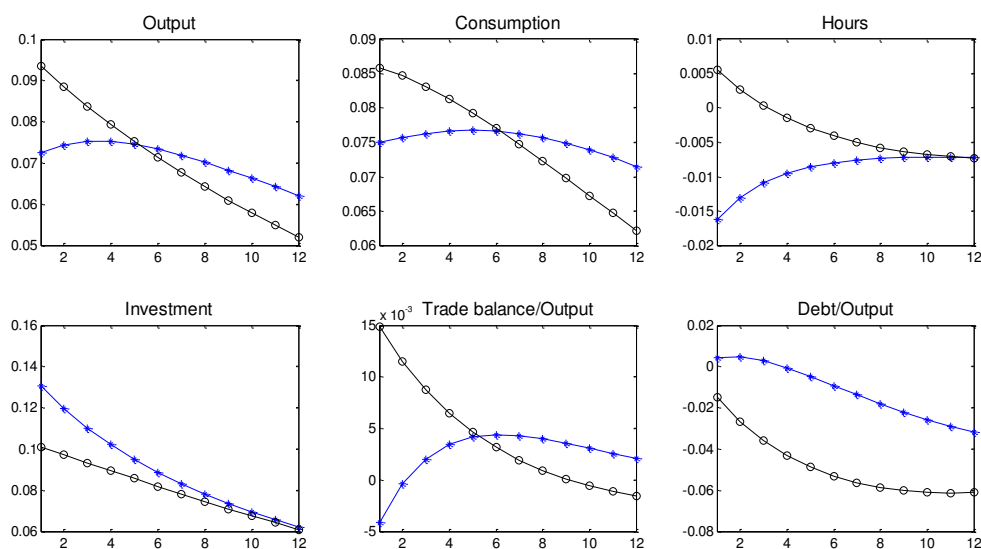 Output
0.1
0.09
0.08
0.07
0.06
0.05
2 4 6 8 10 12
Consumption
0.09
0.085
0.08
0.075
0.07
0.065
0.06
2 4 6 8 10 12
Hours
0.01
0.005
0
-0.005
-0.01
-0.015
-0.02
2 4 6 8 10 12
Investment
0.16
0.14
0.12
0.1
0.08
0.06
2 4 6 8 10 12
Trade balance/Output
x 10-3
15
10
5
0
-5
2 4 6 8 10 12
Debt/Output
0.02
0
-0.02
-0.04
-0.06
-0.08
2 4 6 8 10 12